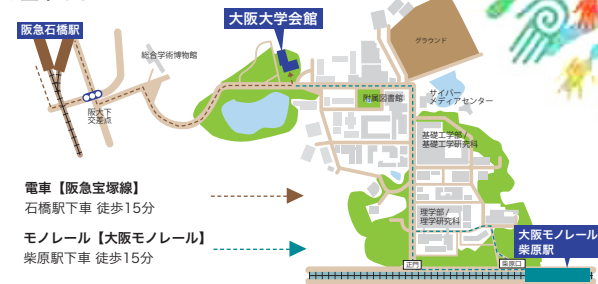 阪急石橋駅
大阪大学会館
グラウンド
総合学術博物館
附属図書館
サイバー
メディアセンター
阪大下
交差点
基礎工学部/
基礎工学研究科
電車【阪急宝塚線】
石橋駅下車 徒歩15分
理学部/
理学研究科
モノレール【大阪モノレール】
柴原駅下車 徒歩15分
大阪モノレール
柴原駅
正門
柴原口